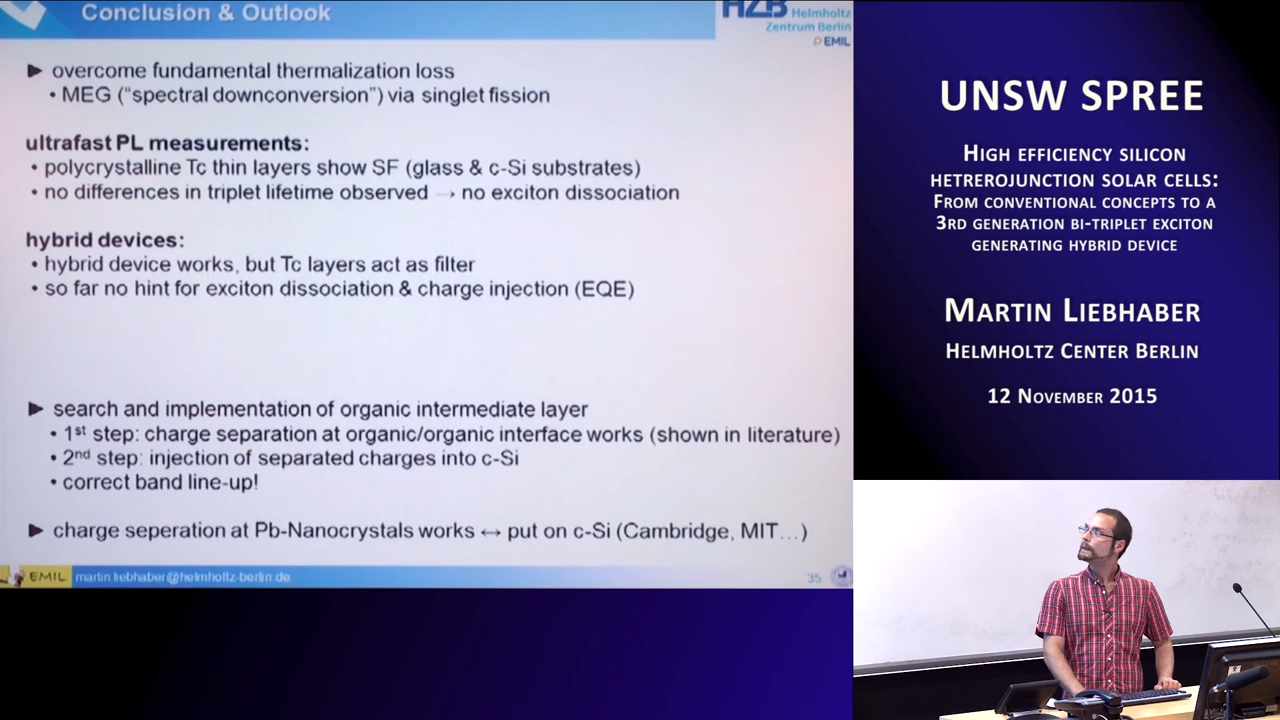 Conclusion & Outlook
HZB Helmholtz
Zentrum Berlin
EMIL
► overcome fundamental thermalization loss
• MEG ("spectral downconversion") via singlet fission
ultrafast PL measurements:
• polycrystalline Tc thin layers show SF (glass & c-Si substrates)
• no differences in triplet lifetime observed → no exciton dissociation
hybrid devices:
• hybrid device works, but Tc layers act as filter
• so far no hint for exciton dissociation & charge injection (EQE)
► search and implementation of organic intermediate layer
• 1st step: charge separation at organic/organic interface works (shown in literature)
• 2nd step: injection of separated charges into c-Si
• correct band line-up!
► charge seperation at Pb-Nanocrystals works ↔ put on c-Si (Cambridge, MIT…)
EMIL martin.liebhaber@helmholtz-berlin.de 35
UNSW SPREE
High efficiency silicon
hetrerojunction solar cells:
From conventional concepts to a
3rd generation bi-triplet exciton
generating hybrid device
Martin Liebhaber
Helmholtz Center Berlin
12 November 2015